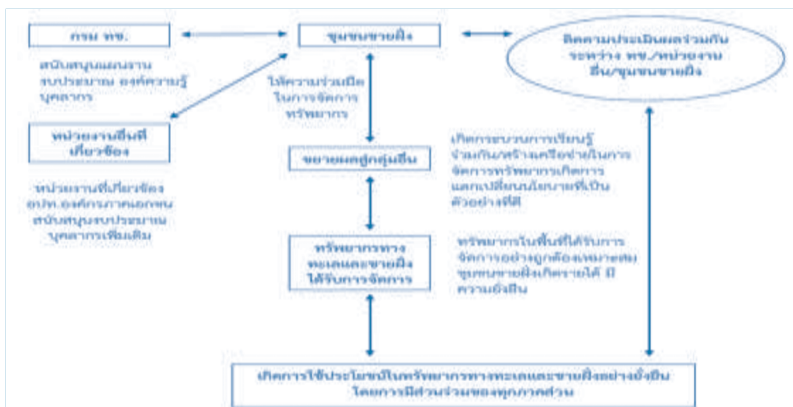 กรม ทช.
สนับสนุนแผนงาน
งบประมาณ องค์ความรู้
บุคลากร
หน่วยงานอื่นที่
เกี่ยวข้อง
หน่วยงานที่เกี่ยวข้อง
อปท.องค์กรภาคเอกชน
สนับสนุนงบประมาณ
บุคลากรเพิ่มเติม
ชุมชนชายฝั่ง
ให้ความร่วมมือ
ในการจัดการ
ทรัพยากร
ขยายผลสู่กลุ่มอื่น
ทรัพยากรทาง
ทะเลและชายฝั่ง
ได้รับการจัดการ
ติดตามประเมินผลร่วมกัน
ระหว่าง ทช./หน่วยงาน
อื่น/ชุมชนชายฝั่ง
เกิดกระบวนการเรียนรู้
ร่วมกัน/สร้างเครือข่ายในการ
จัดการทรัพยากรเกิดการ
แลกเปลี่ยนนโยบายที่เป็น
ตัวอย่างที่ดี
ทรัพยากรในพื้นที่ได้รับการ
จัดการอย่างถูกต้องเหมาะสม
ชุมชนชายฝั่งเกิดรายได้ มี
ความยั่งยืน
เกิดการใช้ประโยชน์ในทรัพยากรทางทะเลและชายฝั่งอย่างยั่งยืน
โดยการมีส่วนร่วมของทุกภาคส่วน